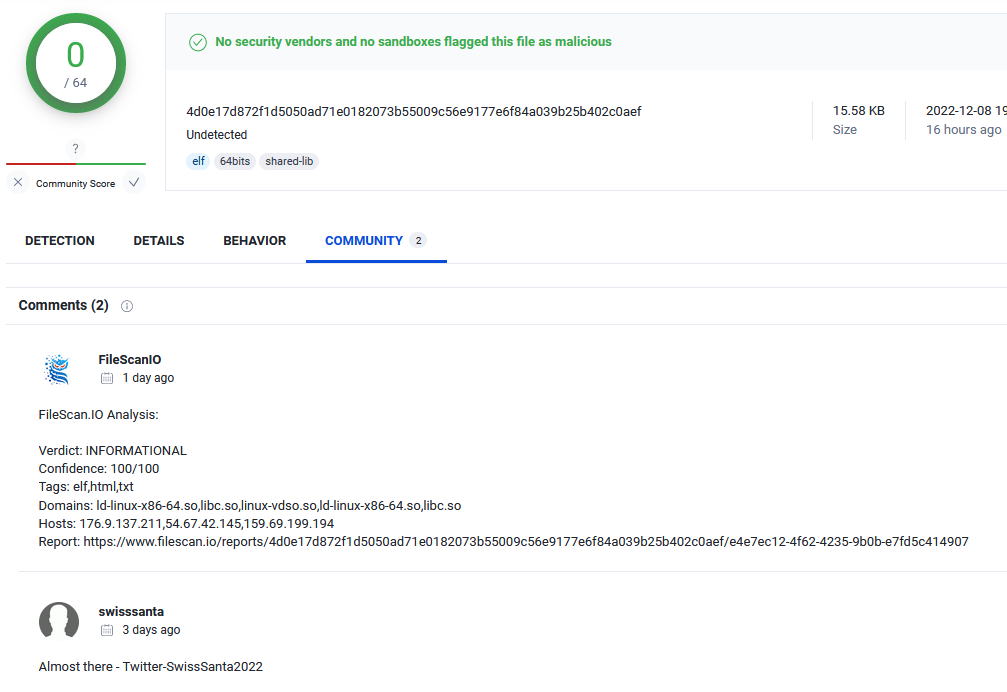 0
/ 64
?
Community Score
No security vendors and no sandboxes flagged this file as malicious
4d0e17d872f1d5050ad71e0182073b55009c56e9177e6f84a039b25b402c0aef
Undetected
elf 64bits shared-lib
15.58 KB
Size
2022-12-08 19
16 hours ago
DETECTION DETAILS BEHAVIOR COMMUNITY 2
Comments (2)
FileScanIO
1 day ago
FileScan.IO Analysis:
Verdict: INFORMATIONAL
Confidence: 100/100
Tags: elf,html,txt
Domains: ld-linux-x86-64.so,libc.so,linux-vdso.so,ld-linux-x86-64.so,libc.so
Hosts: 176.9.137.211,54.67.42.145,159.69.199.194
Report: https://www.filescan.io/reports/4d0e17d872f1d5050ad71e0182073b55009c56e9177e6f84a039b25b402c0aef/e4e7ec12-4f62-4235-9b0b-e7fd5c414907
swisssanta
3 days ago
Almost there - Twitter-SwissSanta2022